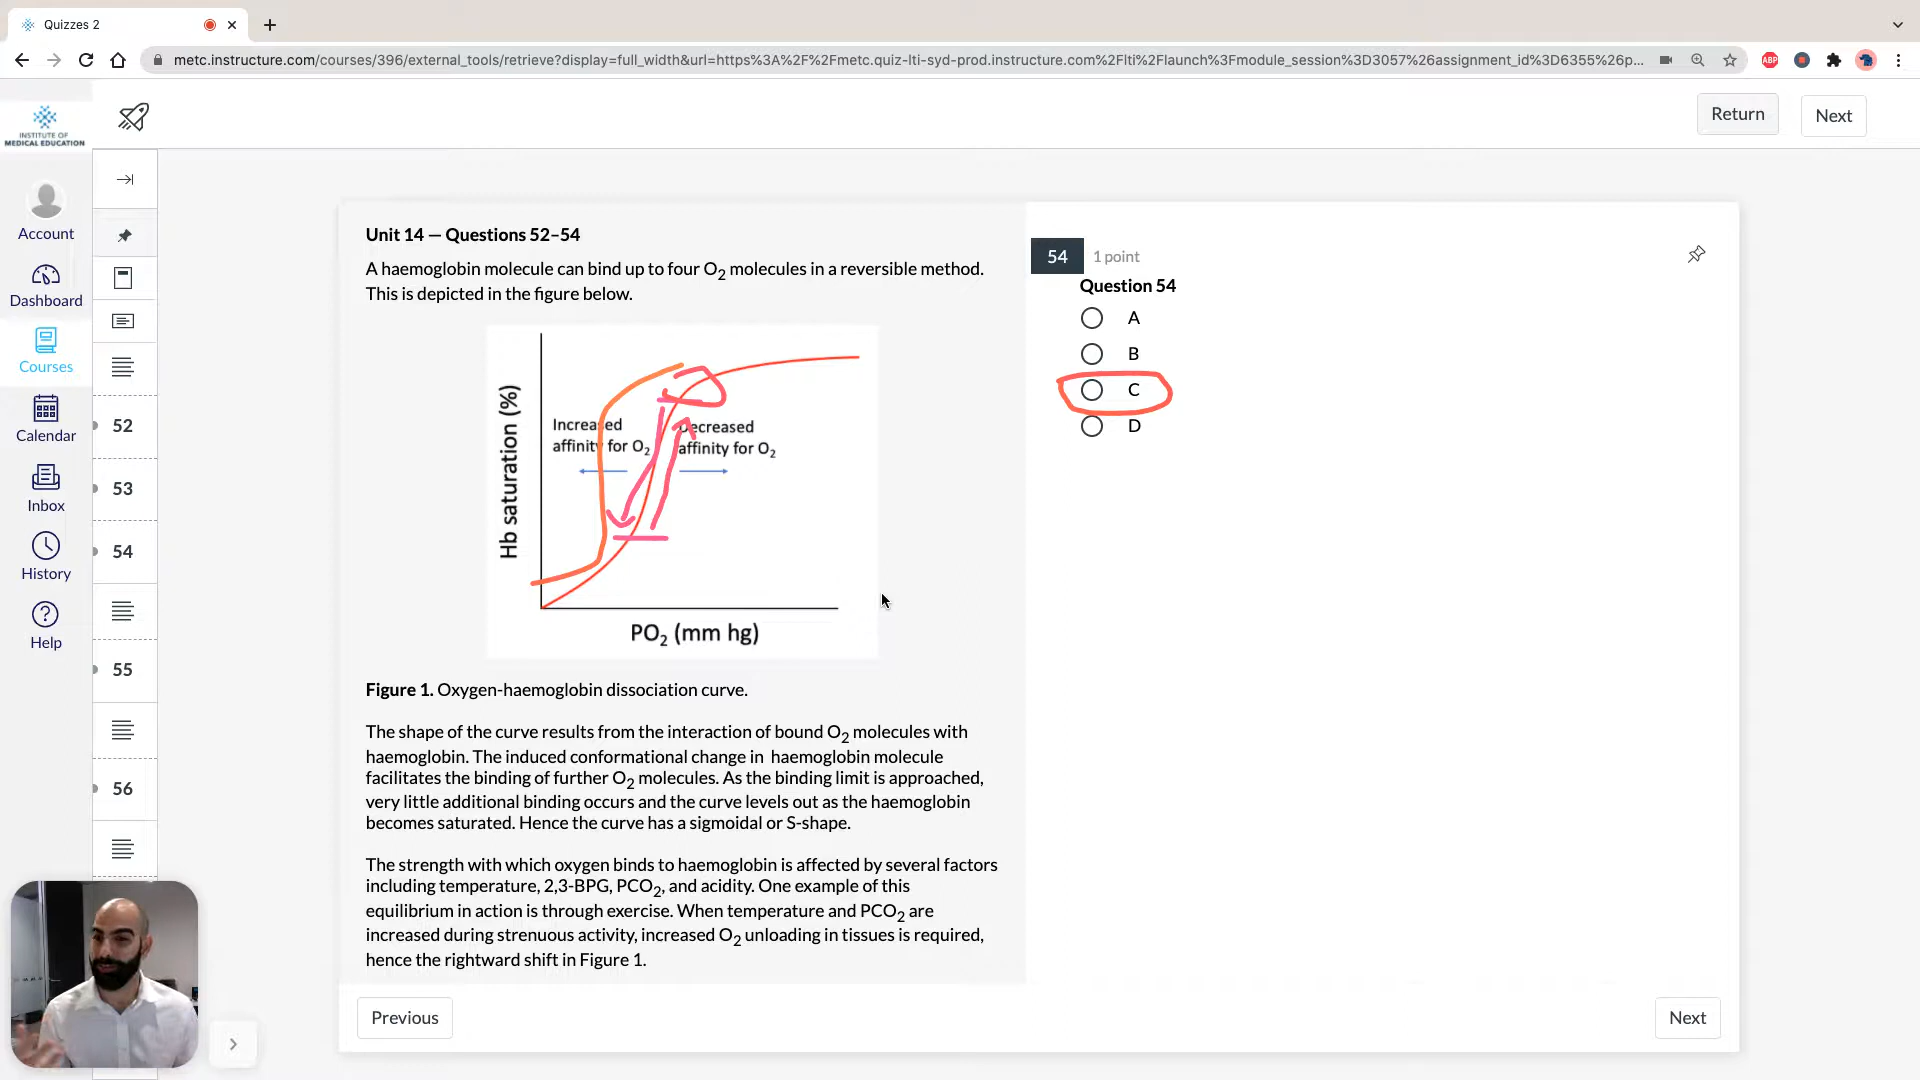 Quizzes 2
metc.instructure.com/courses/396/external_tools/retrieve?display=full_width&url=https%3A%2F%2Fmetc.quiz-lti-syd-prod.instructure.com%2Flti%2Flaunch%3Fmodule_session%3D3057%26assignment_id%3D6355%26p...
ABP
INSTITUTE OF
MEDICAL EDUCATION
Return
Next
Account
Dashboard
Courses
Calendar
Inbox
History
Help
52
53
54
55
56
Unit 14 — Questions 52–54
A haemoglobin molecule can bind up to four O₂ molecules in a reversible method.
This is depicted in the figure below.
Hb saturation (%)
Increased
affinity for O₂
Decreased
affinity for O₂
PO₂ (mm hg)
Figure 1. Oxygen-haemoglobin dissociation curve.
The shape of the curve results from the interaction of bound O₂ molecules with
haemoglobin. The induced conformational change in haemoglobin molecule
facilitates the binding of further O₂ molecules. As the binding limit is approached,
very little additional binding occurs and the curve levels out as the haemoglobin
becomes saturated. Hence the curve has a sigmoidal or S-shape.
The strength with which oxygen binds to haemoglobin is affected by several factors
including temperature, 2,3-BPG, PCO₂, and acidity. One example of this
equilibrium in action is through exercise. When temperature and PCO₂ are
increased during strenuous activity, increased O₂ unloading in tissues is required,
hence the rightward shift in Figure 1.
54
1 point
Question 54
A
B
C
D
Previous
Next